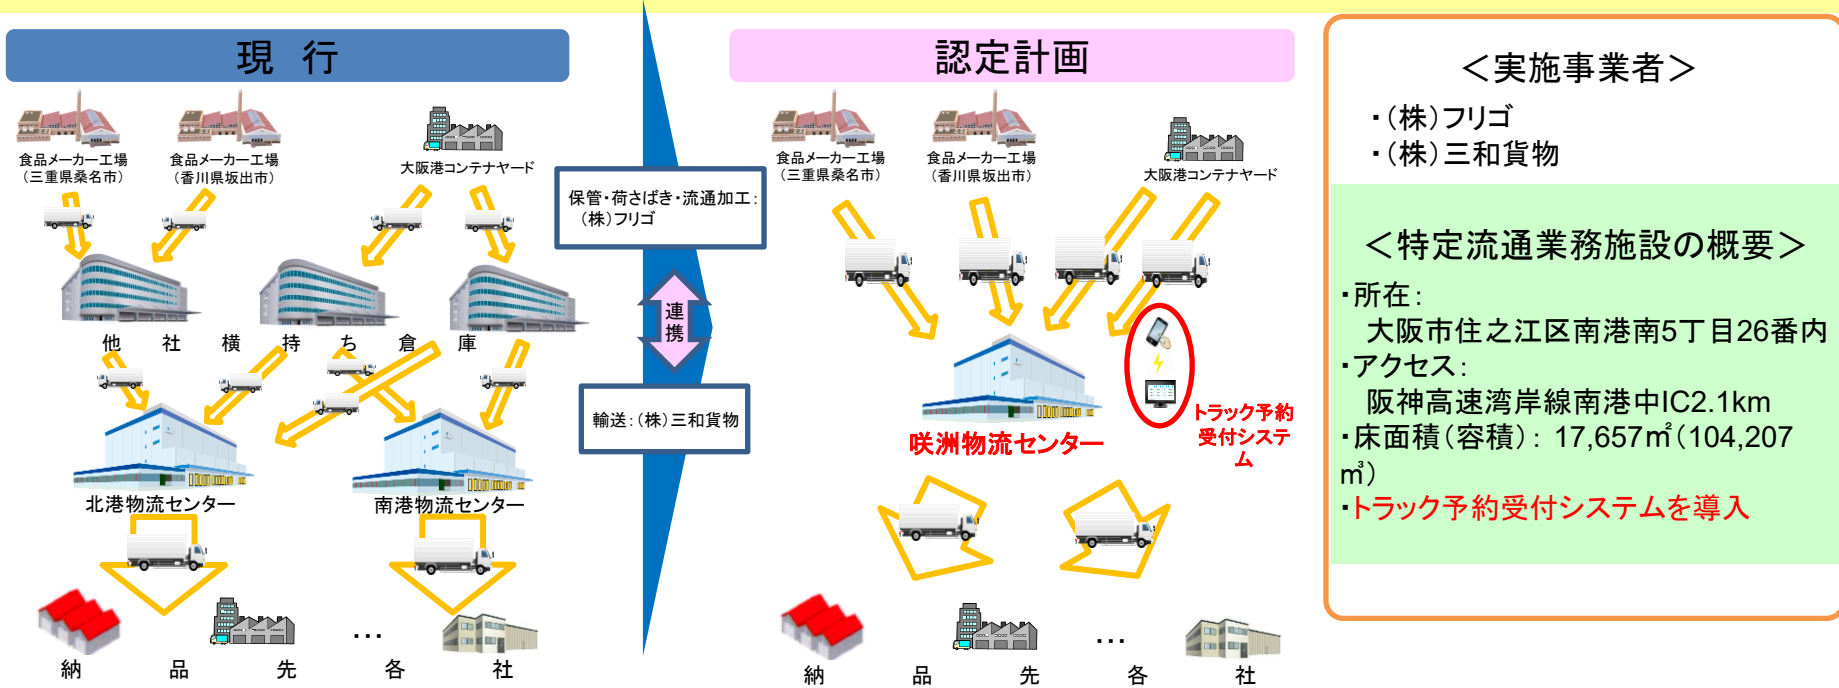 現 行
食品メーカー工場
(三重県桑名市)
食品メーカー工場
(香川県坂出市)
大阪港コンテナヤード
他 社 横 持 ち 倉 庫
北港物流センター
南港物流センター
…
納 品 先 各 社
保管・荷さばき・流通加工:
(株)フリゴ
連
携
輸送:(株)三和貨物
認定計画
食品メーカー工場
(三重県桑名市)
食品メーカー工場
(香川県坂出市)
大阪港コンテナヤード
咲洲物流センター
トラック予約
受付システ
ム
…
納 品 先 各 社
<実施事業者>
・(株)フリゴ
・(株)三和貨物
<特定流通業務施設の概要>
・所在:
大阪市住之江区南港南5丁目26番内
・アクセス:
阪神高速湾岸線南港中IC2.1km
・床面積(容積): 17,657㎡(104,207
㎥)
・トラック予約受付システムを導入